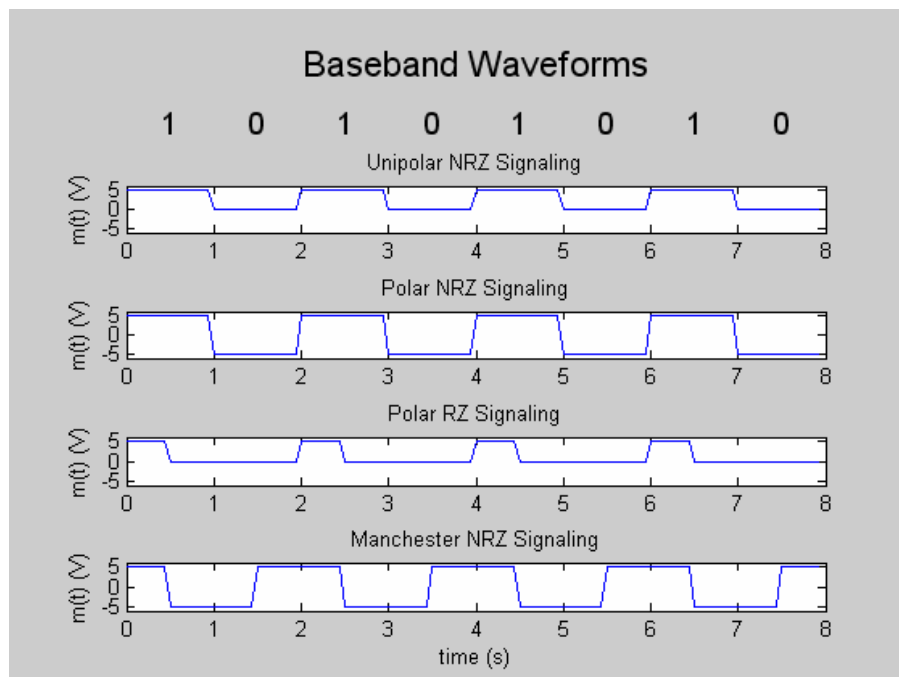 Baseband Waveforms
1 0 1 0 1 0 1 0
Unipolar NRZ Signaling
m(t) (V)
5
0
-5
0 1 2 3 4 5 6 7 8
Polar NRZ Signaling
m(t) (V)
5
0
-5
0 1 2 3 4 5 6 7 8
Polar RZ Signaling
m(t) (V)
5
0
-5
0 1 2 3 4 5 6 7 8
Manchester NRZ Signaling
m(t) (V)
5
0
-5
0 1 2 3 4 5 6 7 8
time (s)